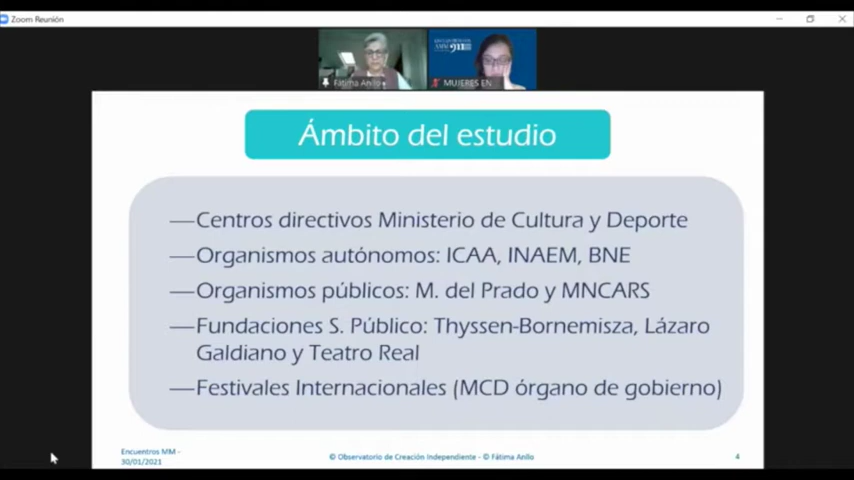 Zoom Reunión
Fátima Anillo
MUJERES EN
Ámbito del estudio
—Centros directivos Ministerio de Cultura y Deporte
—Organismos autónomos: ICAA, INAEM, BNE
—Organismos públicos: M. del Prado y MNCARS
—Fundaciones S. Público: Thyssen-Bornemisza, Lázaro
Galdiano y Teatro Real
—Festivales Internacionales (MCD órgano de gobierno)
Encuentros MM -
30/01/2021
© Observatorio de Creación Independiente - © Fátima Anillo
4